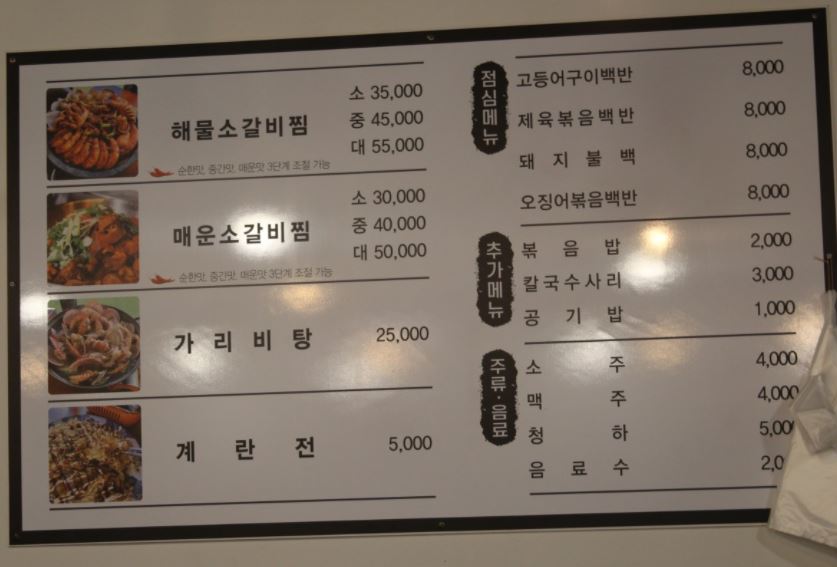 해물소갈비찜
소 35,000
중 45,000
대 55,000
순한맛, 중간맛, 매운맛 3단계 조절 가능
매운소갈비찜
소 30,000
중 40,000
대 50,000
순한맛, 중간맛, 매운맛 3단계 조절 가능
가리비탕 25,000
계란전 5,000
점심메뉴
고등어구이백반 8,000
제육볶음백반 8,000
돼지불백 8,000
오징어볶음백반 8,000
추가메뉴
볶음밥 2,000
칼국수사리 3,000
공기밥 1,000
주류·음료
소주 4,000
맥주 4,000
청하
음료수